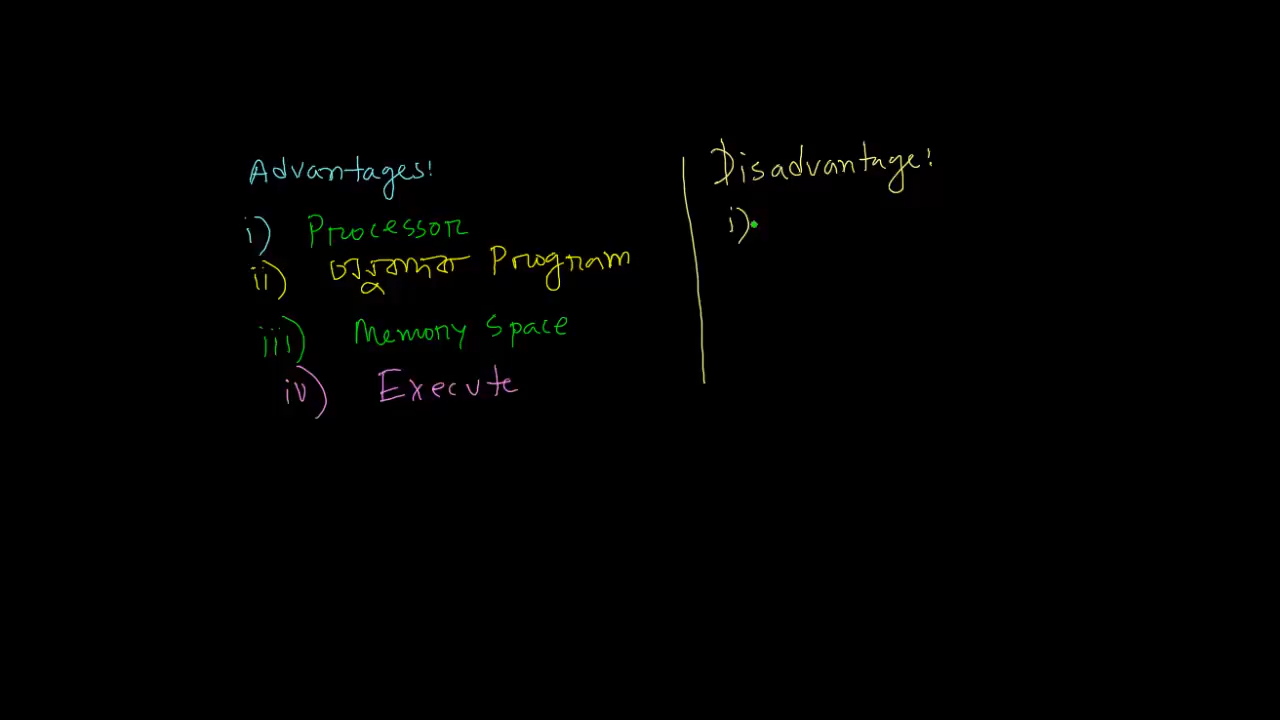 Advantages:
i) Processor
ii) Program
iii) Memory Space
iv) Execute
Disadvantage:
i)